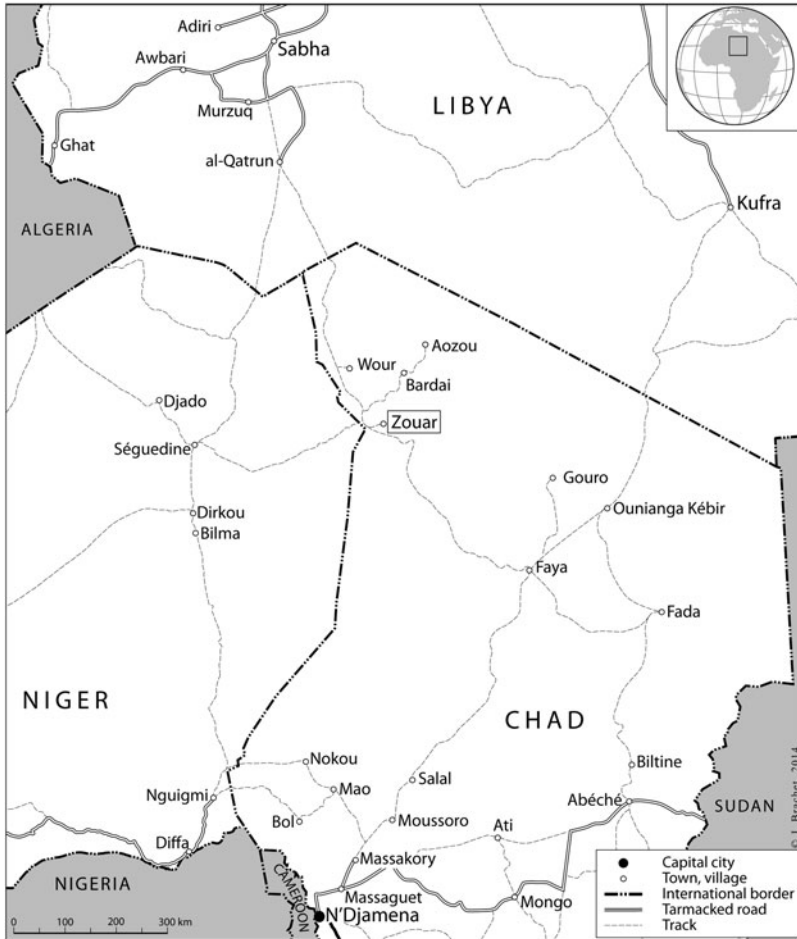 Adiri
Sabha
Awbari
Murzuq
LIBYA
Ghat
al-Qatrun
Kufra
ALGERIA
Aozou
Wour
Bardai
Djado
Zouar
Séguedine
Gouro
Dirkou
Ounianga Kébir
Bilma
Faya
Fada
NIGER
CHAD
Nokou
Biltine
Salal
Mao
Nguigmi
Abéché
SUDAN
Bol
Moussoro
Ati
Diffa
Massakory
NIGERIA
CAMEROON
Massaguet
Mongo
N'Djamena
0 100 200 300 km
Capital city
Town, village
International border
Tarmacked road
Track
© J. Brachet, 2014